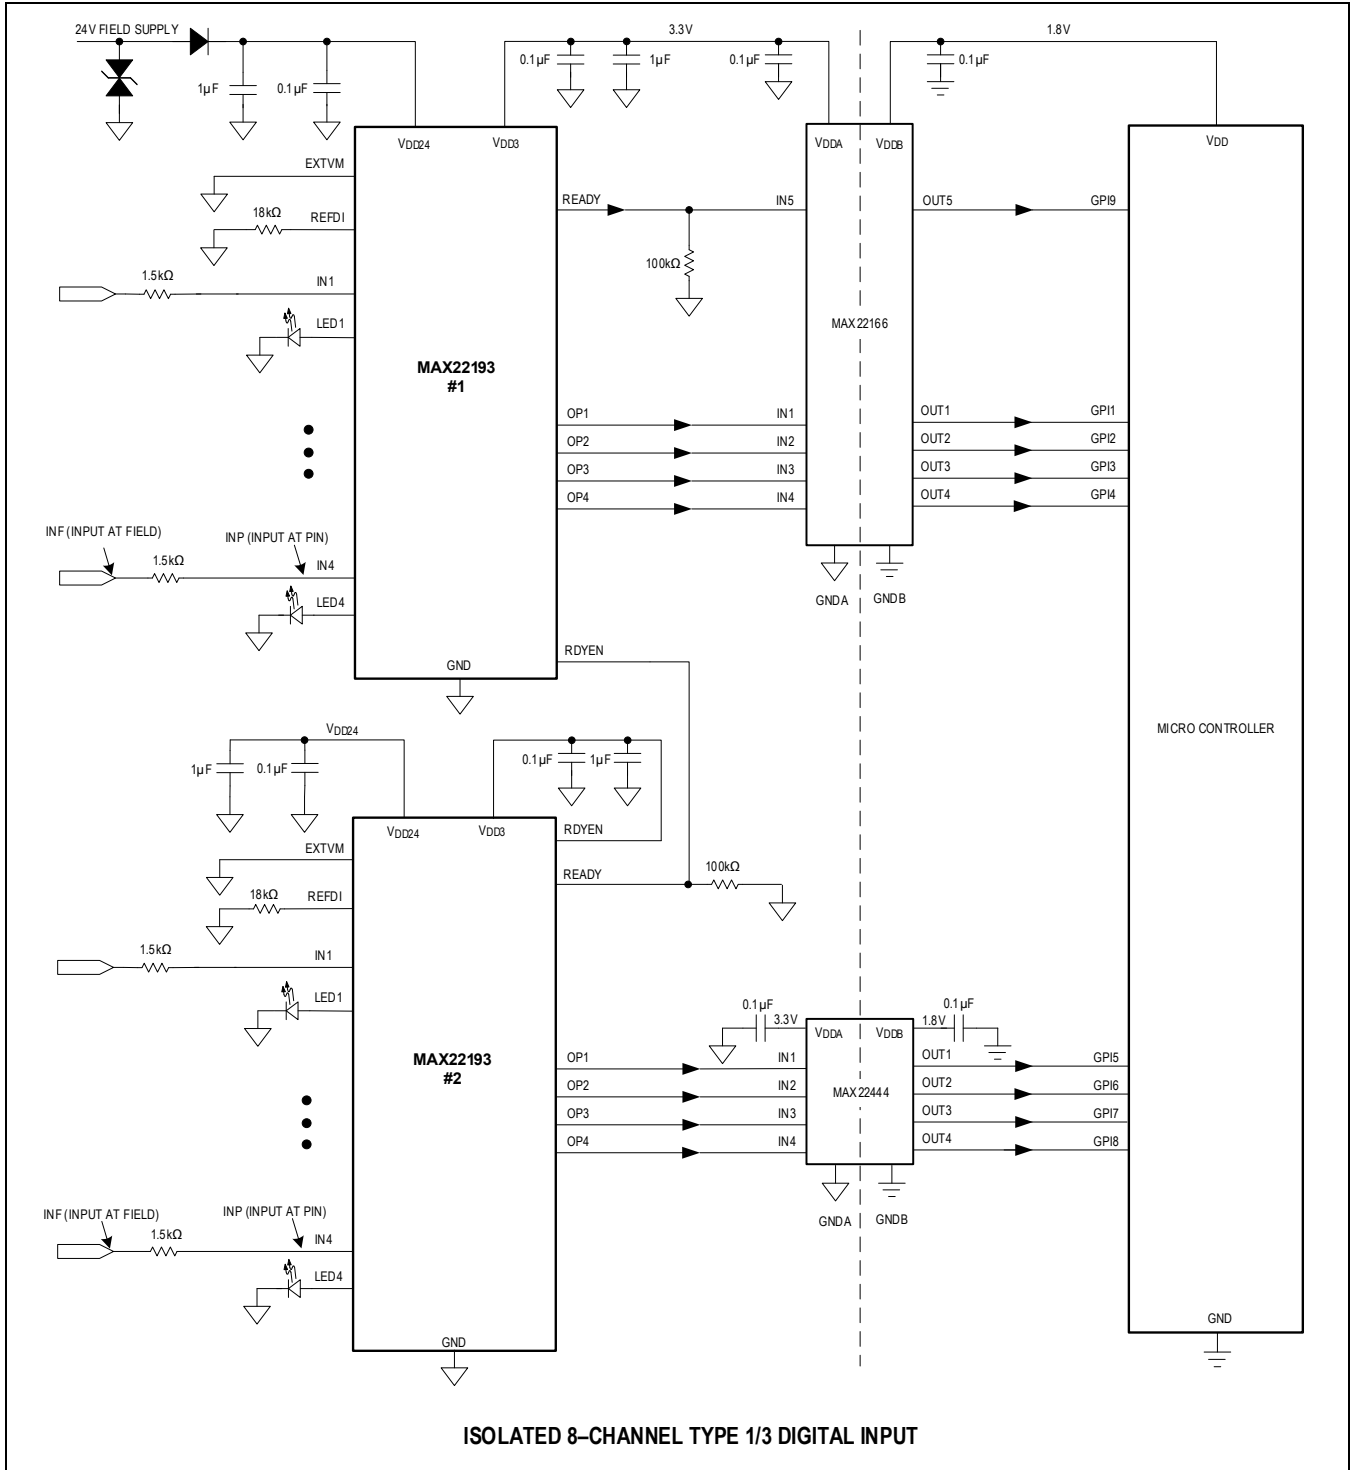 24V FIELD SUPPLY
3.3V
1.8V
1µF
0.1µF
0.1µF
1µF
0.1µF
0.1µF
VDD24
VDD3
VDDA
VDDB
VDD
EXTVM
18kΩ
REFDI
READY
IN5
OUT5
GPI9
1.5kΩ
IN1
100kΩ
LED1
MAX22166
MAX22193
#1
OP1
IN1
OUT1
GPI1
OP2
IN2
OUT2
GPI2
OP3
IN3
OUT3
GPI3
OP4
IN4
OUT4
GPI4
INF (INPUT AT FIELD)
INP (INPUT AT PIN)
1.5kΩ
IN4
LED4
GNDA
GNDB
RDYEN
GND
VDD24
MICRO CONTROLLER
1µF
0.1µF
0.1µF
1µF
VDD24
VDD3
RDYEN
EXTVM
READY
100kΩ
18kΩ
REFDI
1.5kΩ
IN1
LED1
0.1µF
3.3V
VDDA
VDDB
1.8V
0.1µF
MAX22193
#2
OP1
IN1
OUT1
GPI5
OP2
IN2
MAX22444
OUT2
GPI6
OP3
IN3
OUT3
GPI7
OP4
IN4
OUT4
GPI8
INF (INPUT AT FIELD)
INP (INPUT AT PIN)
1.5kΩ
IN4
LED4
GNDA
GNDB
GND
GND
ISOLATED 8–CHANNEL TYPE 1/3 DIGITAL INPUT